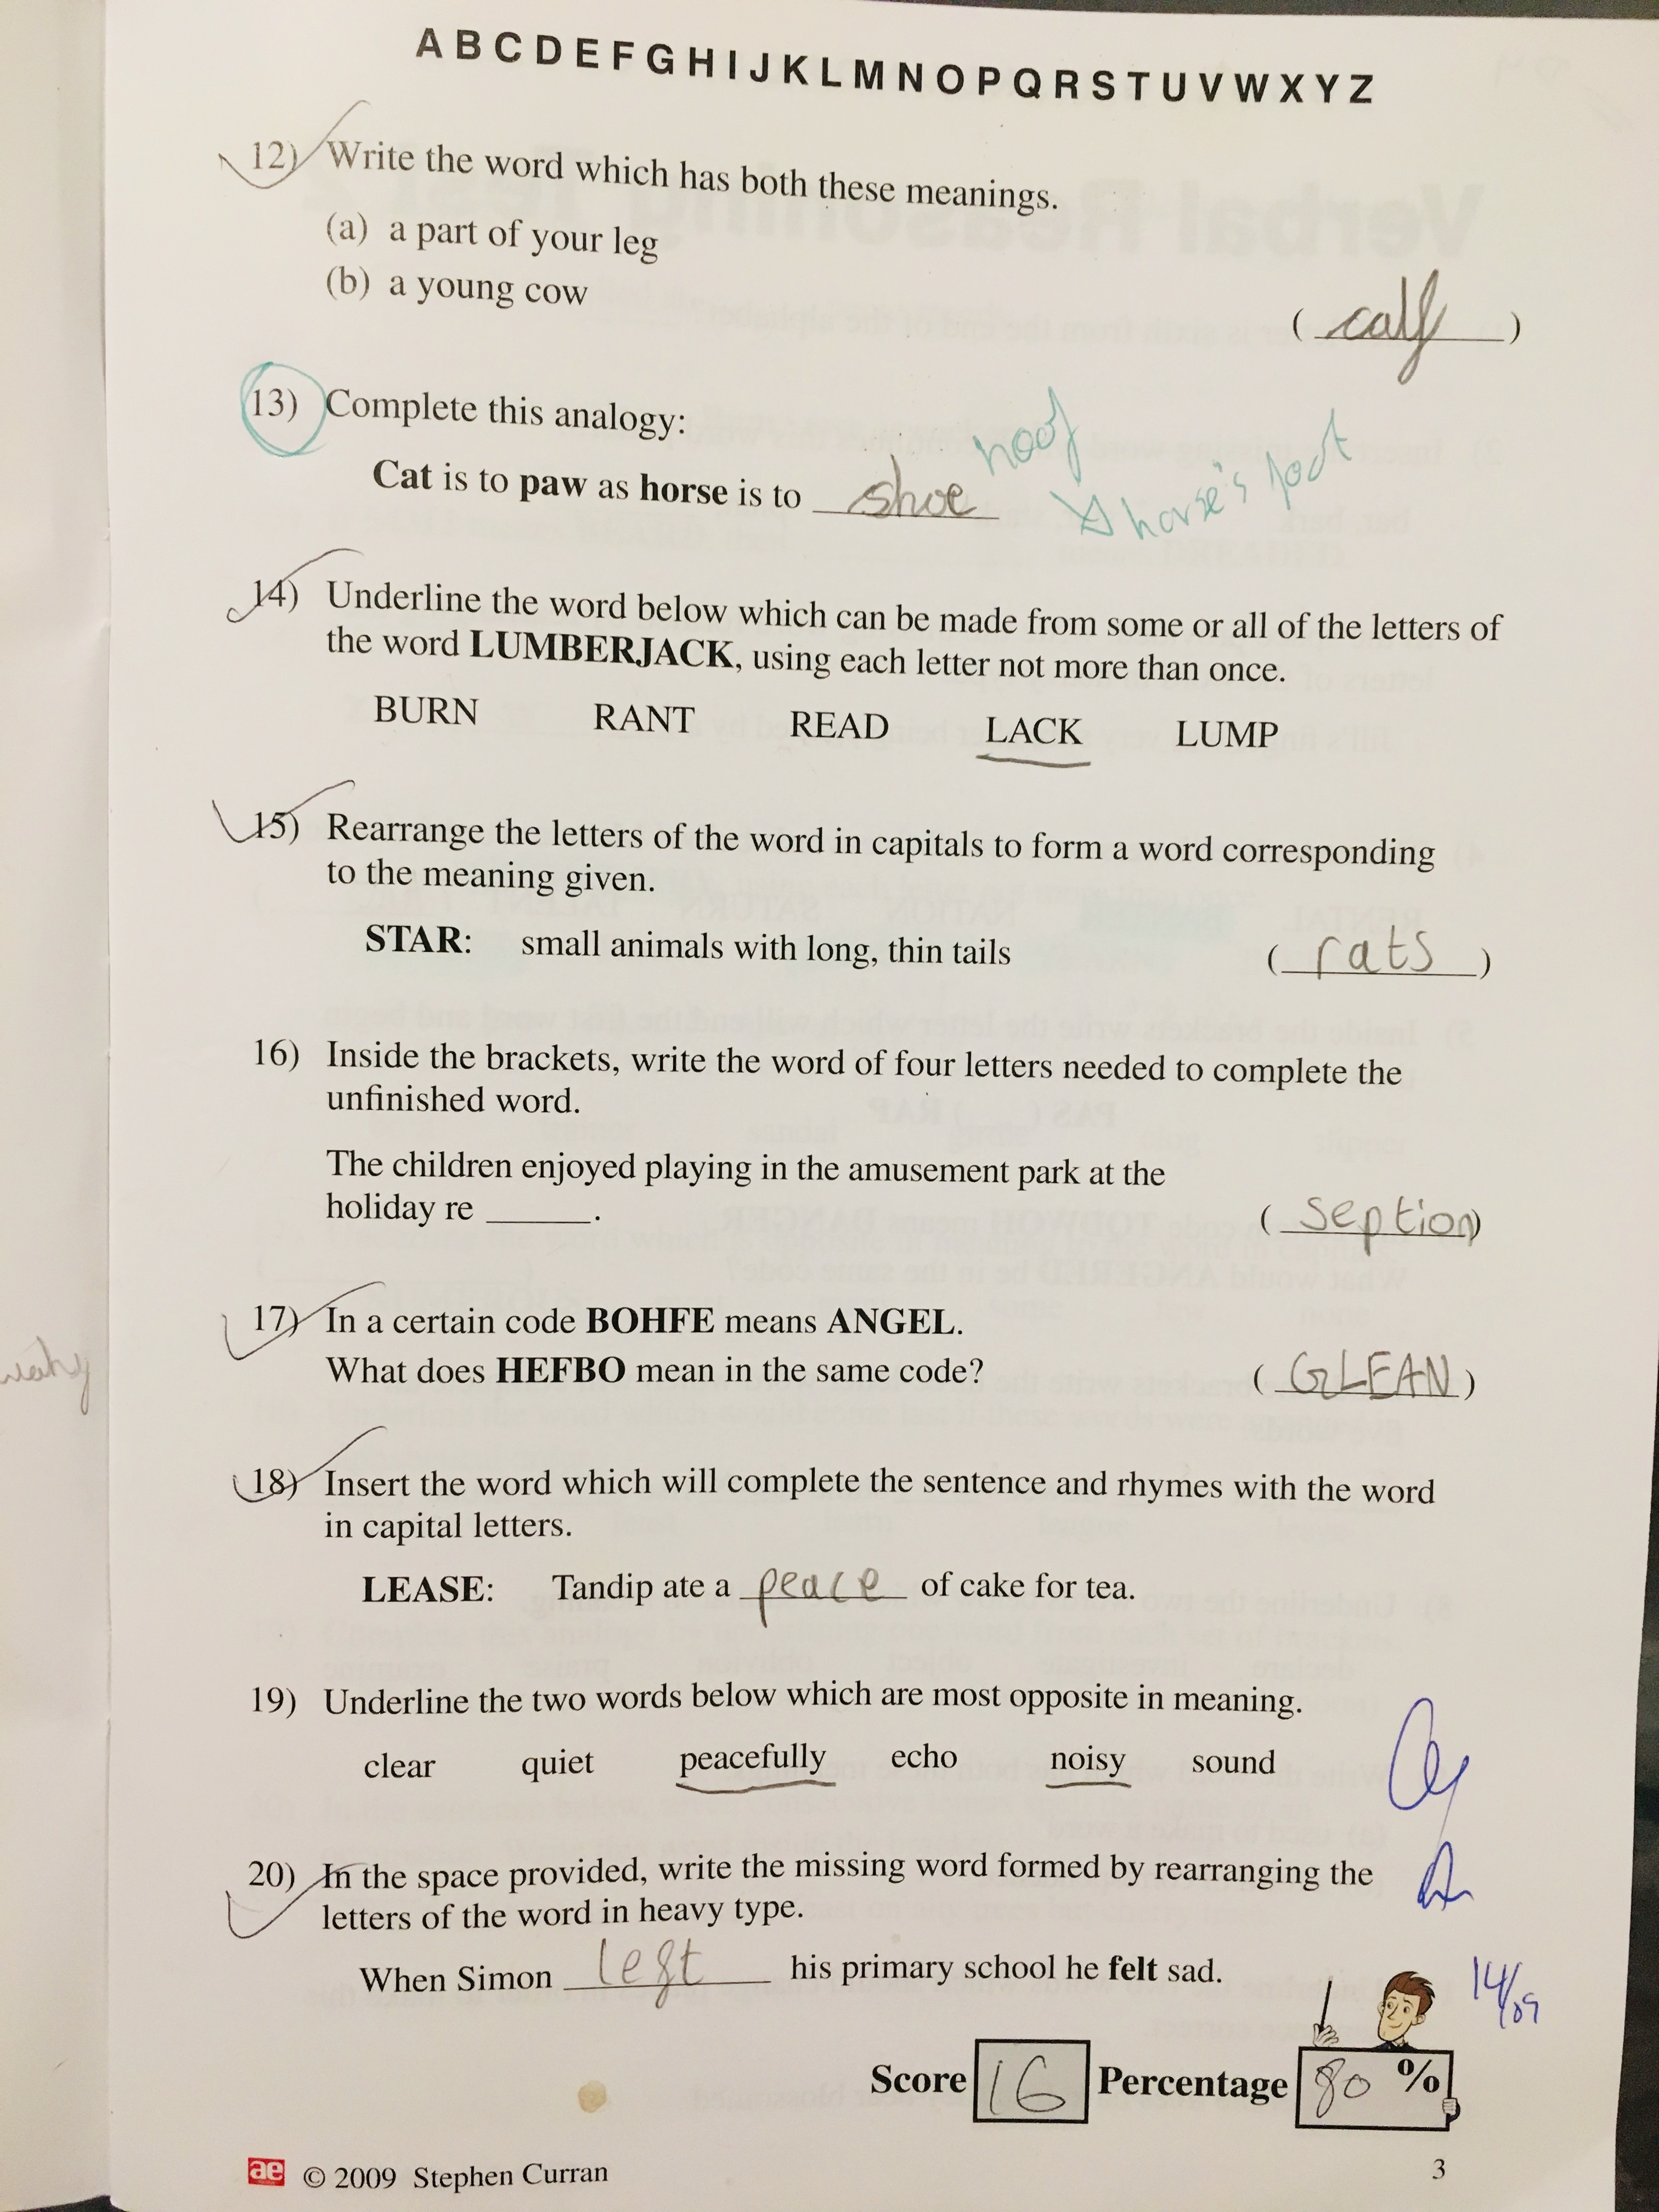 A B C D E F G H I J K L M N O P Q R S T U V W X Y Z
12) Write the word which has both these meanings.
(a) a part of your leg
(b) a young cow
( calf )
13) Complete this analogy:
hoof
Cat is to paw as horse is to shoe
horse's foot
14) Underline the word below which can be made from some or all of the letters of
the word LUMBERJACK, using each letter not more than once.
BURN RANT READ LACK LUMP
15) Rearrange the letters of the word in capitals to form a word corresponding
to the meaning given.
STAR: small animals with long, thin tails ( rats )
16) Inside the brackets, write the word of four letters needed to complete the
unfinished word.
The children enjoyed playing in the amusement park at the
holiday re ______. ( seption )
17) In a certain code BOHFE means ANGEL.
What does HEFBO mean in the same code? ( GLEAN )
18) Insert the word which will complete the sentence and rhymes with the word
in capital letters.
LEASE: Tandip ate a peace of cake for tea.
19) Underline the two words below which are most opposite in meaning.
clear quiet peacefully echo noisy sound
20) In the space provided, write the missing word formed by rearranging the
letters of the word in heavy type.
When Simon left his primary school he felt sad.
14/09
Score 16 Percentage 80 %
ae © 2009 Stephen Curran
3